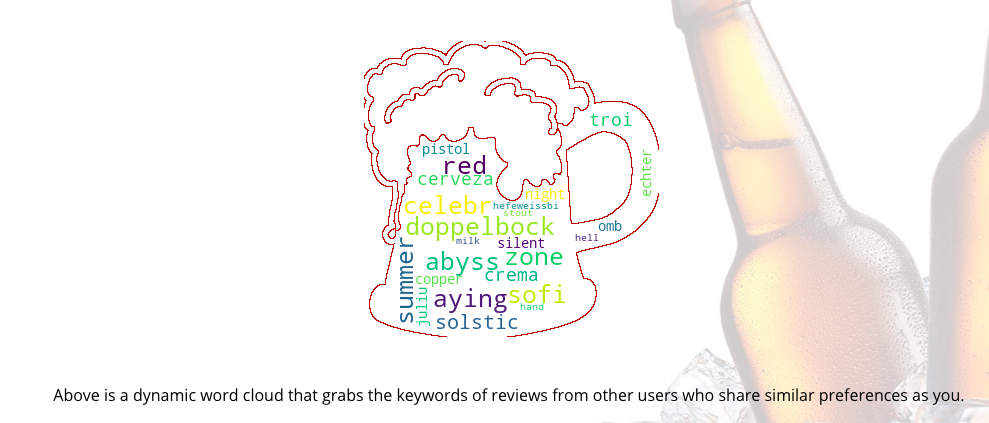 troi
pistol
red
echter
cerveza
night
celebr
hefeweissbi
stout
doppelbock
omb
hell
milk
silent
summer
abyss
zone
crema
copper
juliu
aying
sofi
hand
solstic
Above is a dynamic word cloud that grabs the keywords of reviews from other users who share similar preferences as you.